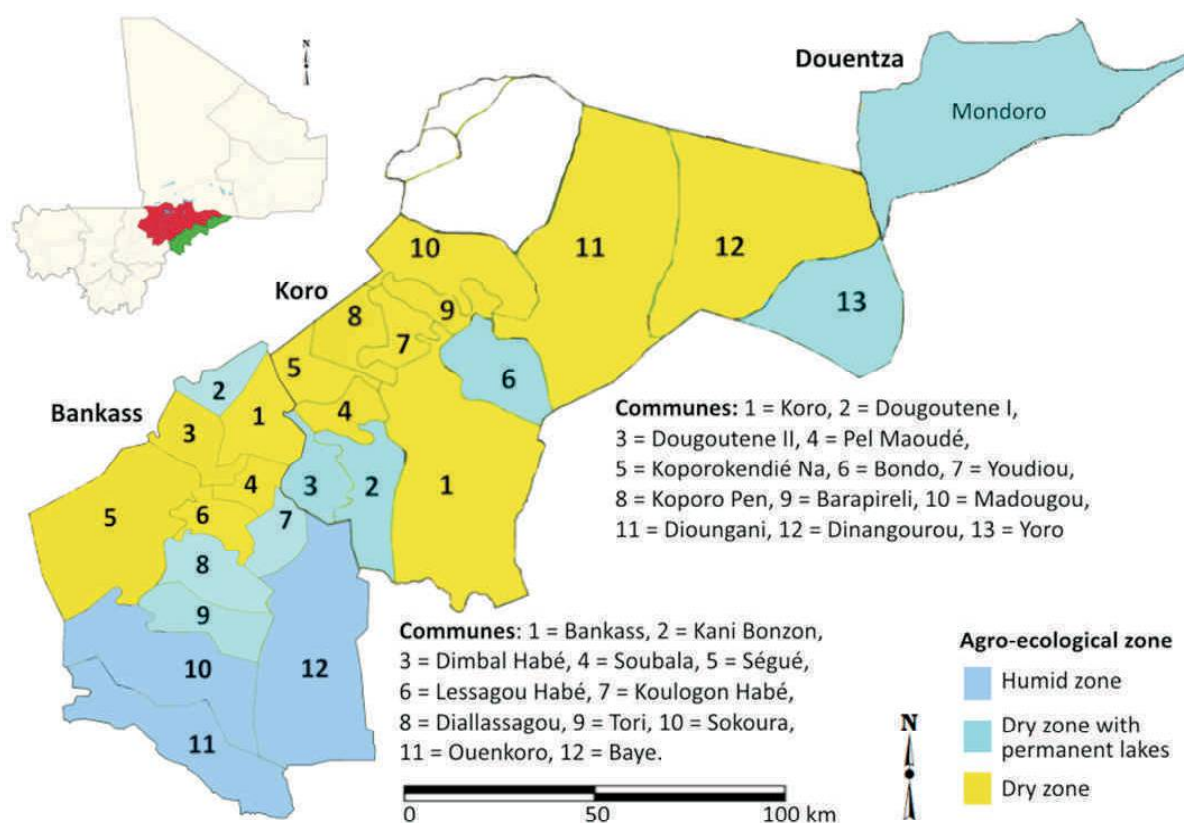 N
Douentza
Mondoro
10
11
12
Koro
9
8
13
7
5
6
2
Bankass
1
4
3
3
2
1
4
5
6
7
8
9
10
12
11
Communes: 1 = Koro, 2 = Dougoutene I,
3 = Dougoutene II, 4 = Pel Maoudé,
5 = Koporokendié Na, 6 = Bondo, 7 = Youdiou,
8 = Koporo Pen, 9 = Barapireli, 10 = Madougou,
11 = Dioungani, 12 = Dinangourou, 13 = Yoro
Communes: 1 = Bankass, 2 = Kani Bonzon,
3 = Dimbal Habé, 4 = Soubala, 5 = Ségué,
6 = Lessagou Habé, 7 = Koulogon Habé,
8 = Diallassagou, 9 = Tori, 10 = Sokoura,
11 = Ouenkoro, 12 = Baye.
Agro-ecological zone
Humid zone
Dry zone with
permanent lakes
Dry zone
N
0 50 100 km